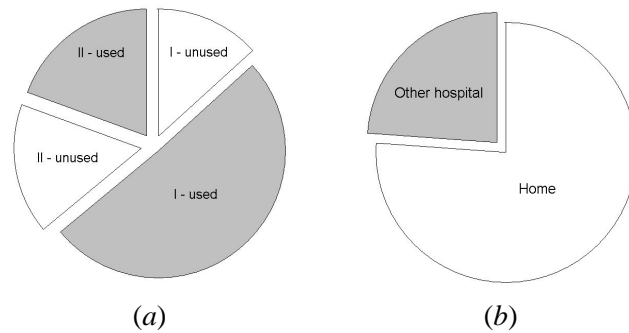 II - used
I - unused
II - unused
I - used
Other hospital
Home
(a)
(b)